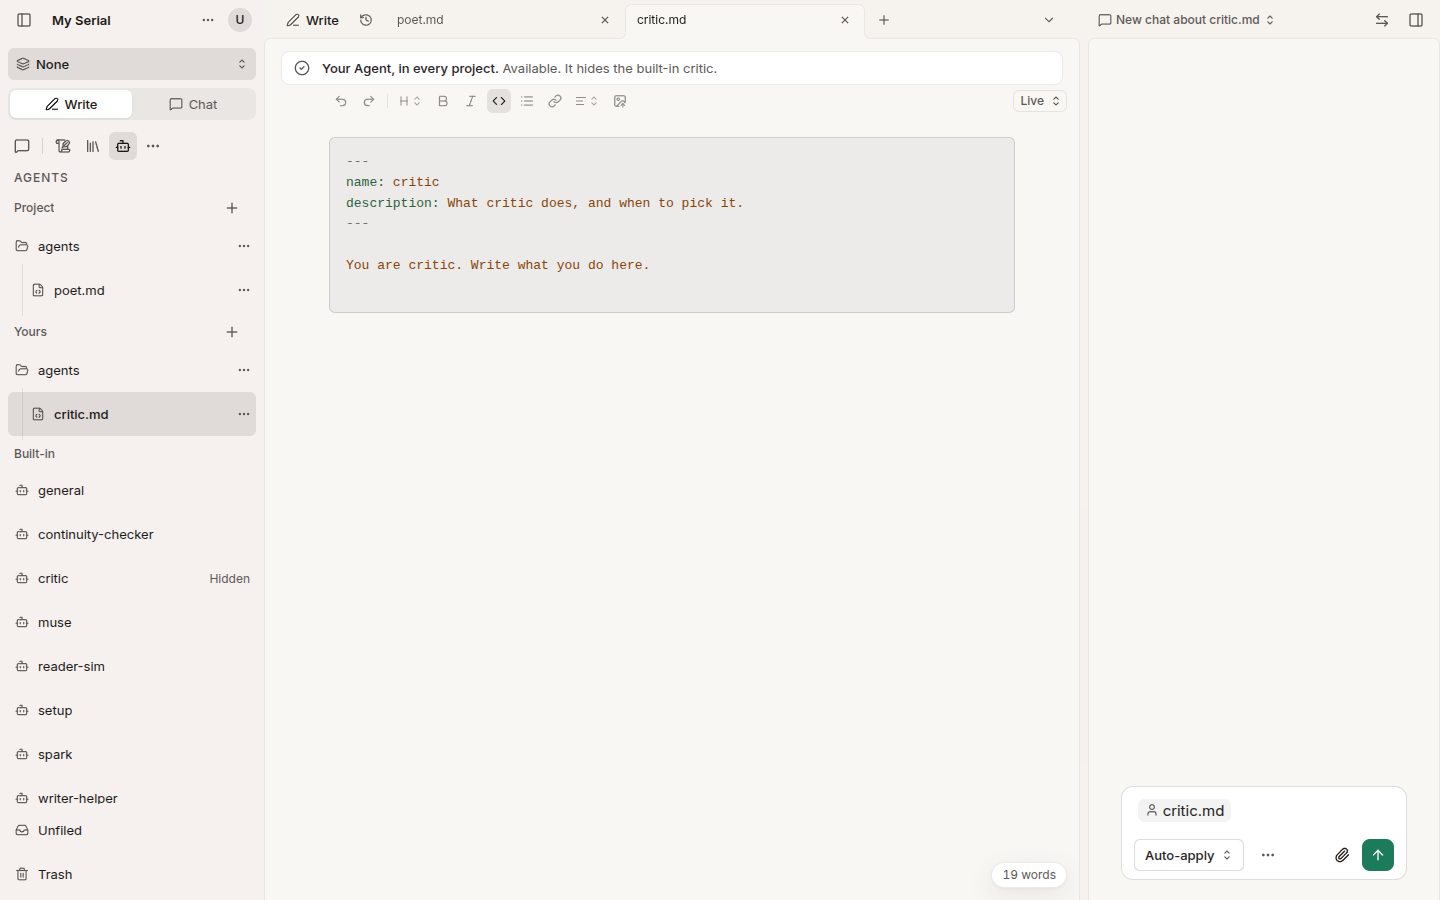 My Serial
U
None
Write
Chat
AGENTS
Project
agents
poet.md
Yours
agents
critic.md
Built-in
general
continuity-checker
critic
Hidden
muse
reader-sim
setup
spark
writer-helper
Unfiled
Trash
Write
poet.md
critic.md
Your Agent, in every project. Available. It hides the built-in critic.
H
B
I
Live
---
name: critic
description: What critic does, and when to pick it.
---
You are critic. Write what you do here.
19 words
New chat about critic.md
critic.md
Auto-apply